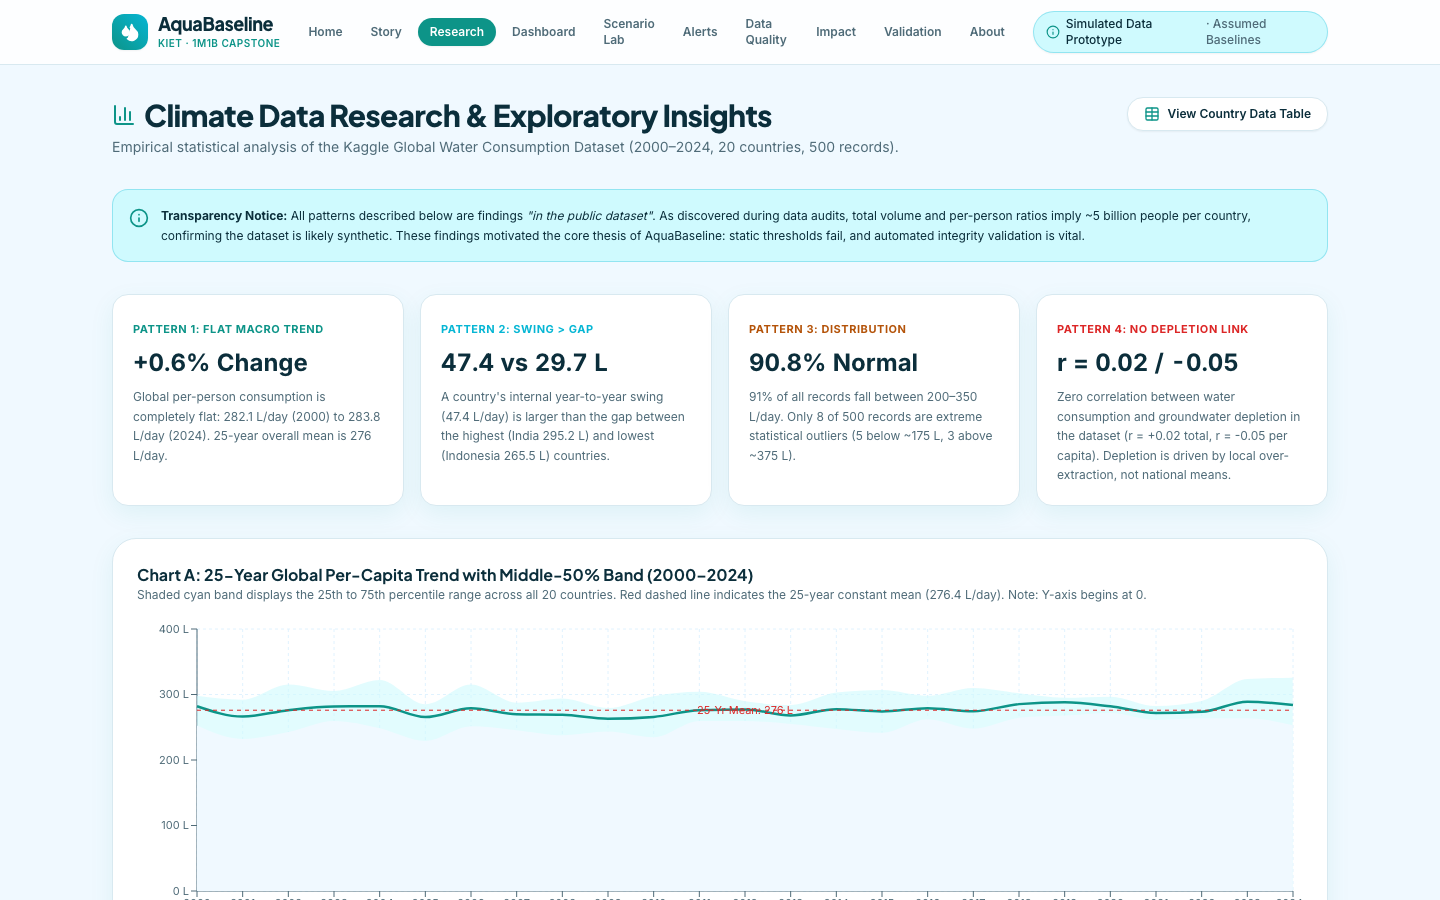 AquaBaseline
KIET · 1M1B CAPSTONE
Home
Story
Research
Dashboard
Scenario
Lab
Alerts
Data
Quality
Impact
Validation
About
Simulated Data
Prototype
· Assumed
Baselines
Climate Data Research & Exploratory Insights
View Country Data Table
Empirical statistical analysis of the Kaggle Global Water Consumption Dataset (2000–2024, 20 countries, 500 records).
Transparency Notice: All patterns described below are findings "in the public dataset". As discovered during data audits, total volume and per-person ratios imply ~5 billion people per country,
confirming the dataset is likely synthetic. These findings motivated the core thesis of AquaBaseline: static thresholds fail, and automated integrity validation is vital.
PATTERN 1: FLAT MACRO TREND
+0.6% Change
Global per-person consumption is
completely flat: 282.1 L/day (2000) to 283.8
L/day (2024). 25-year overall mean is 276
L/day.
PATTERN 2: SWING > GAP
47.4 vs 29.7 L
A country's internal year-to-year swing
(47.4 L/day) is larger than the gap between
the highest (India 295.2 L) and lowest
(Indonesia 265.5 L) countries.
PATTERN 3: DISTRIBUTION
90.8% Normal
91% of all records fall between 200–350
L/day. Only 8 of 500 records are extreme
statistical outliers (5 below ~175 L, 3 above
~375 L).
PATTERN 4: NO DEPLETION LINK
r = 0.02 / -0.05
Zero correlation between water
consumption and groundwater depletion in
the dataset (r = +0.02 total, r = -0.05 per
capita). Depletion is driven by local over-
extraction, not national means.
Chart A: 25-Year Global Per-Capita Trend with Middle-50% Band (2000–2024)
Shaded cyan band displays the 25th to 75th percentile range across all 20 countries. Red dashed line indicates the 25-year constant mean (276.4 L/day). Note: Y-axis begins at 0.
400 L
300 L
25-Yr Mean: 276 L
200 L
100 L
0 L